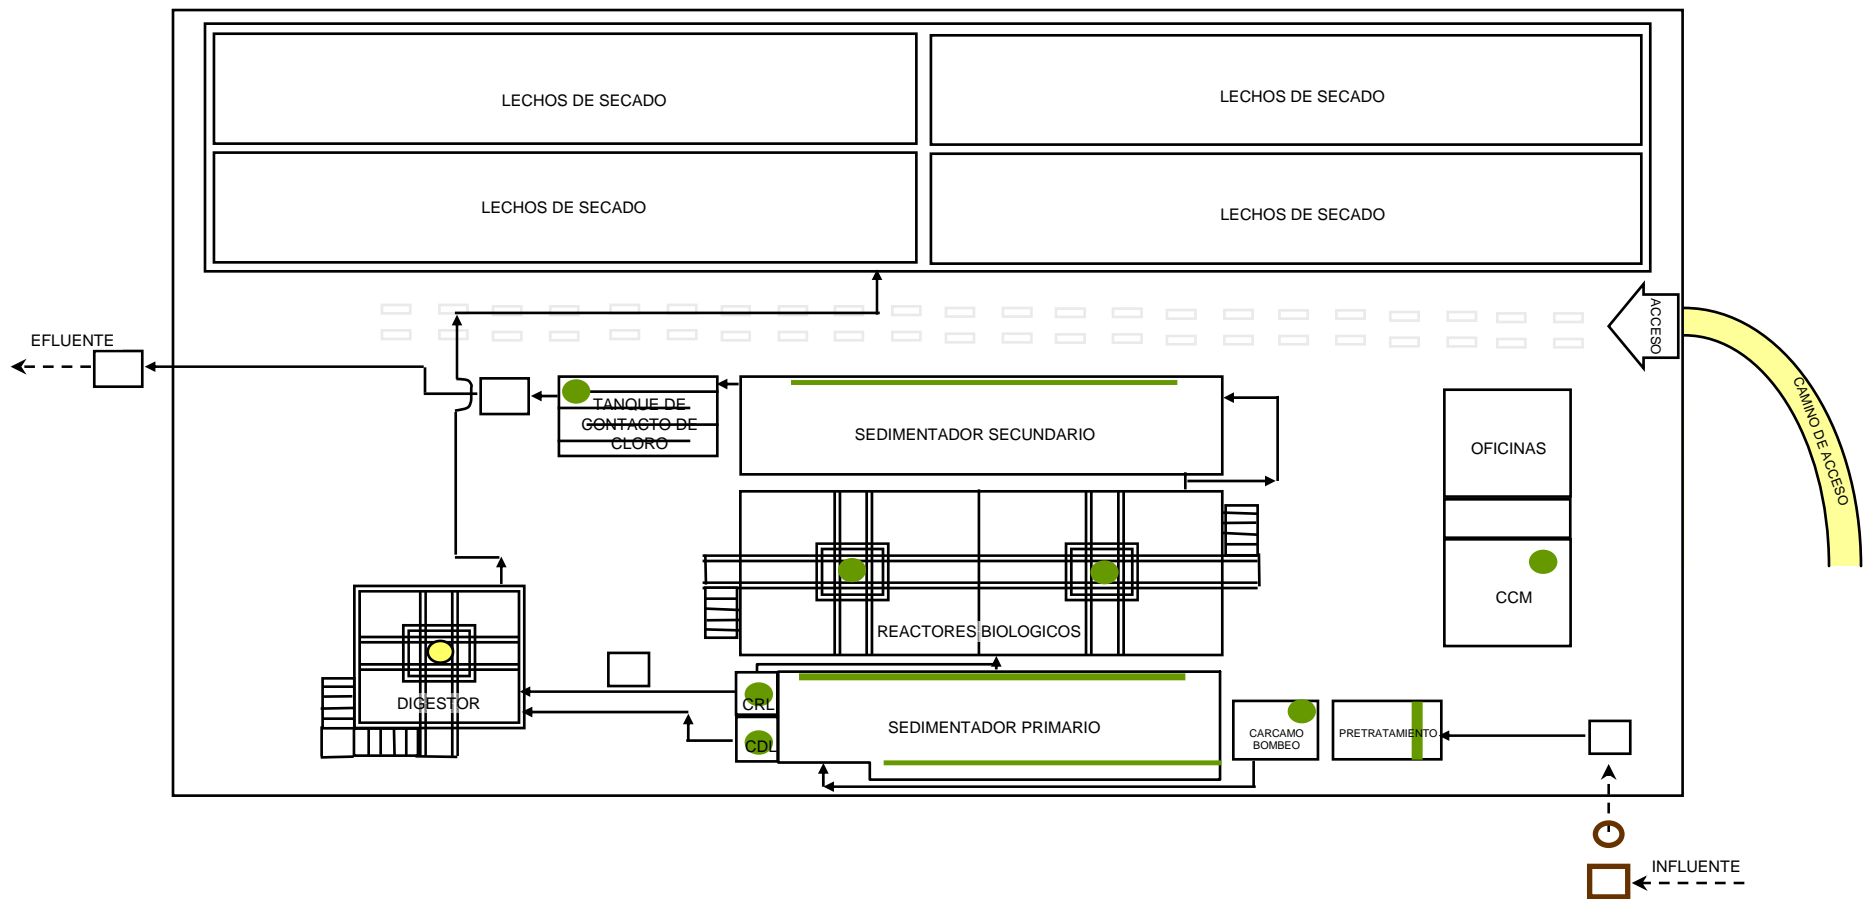 LECHOS DE SECADO
LECHOS DE SECADO
LECHOS DE SECADO
LECHOS DE SECADO
ACCESO
EFLUENTE
CAMINO DE ACCESO
TANQUE DE
CONTACTO DE
CLORO
SEDIMENTADOR SECUNDARIO
OFICINAS
CCM
REACTORES BIOLOGICOS
DIGESTOR
CRL
CDL
SEDIMENTADOR PRIMARIO
CARCAMO
BOMBEO
PRETRATAMIENTO
INFLUENTE